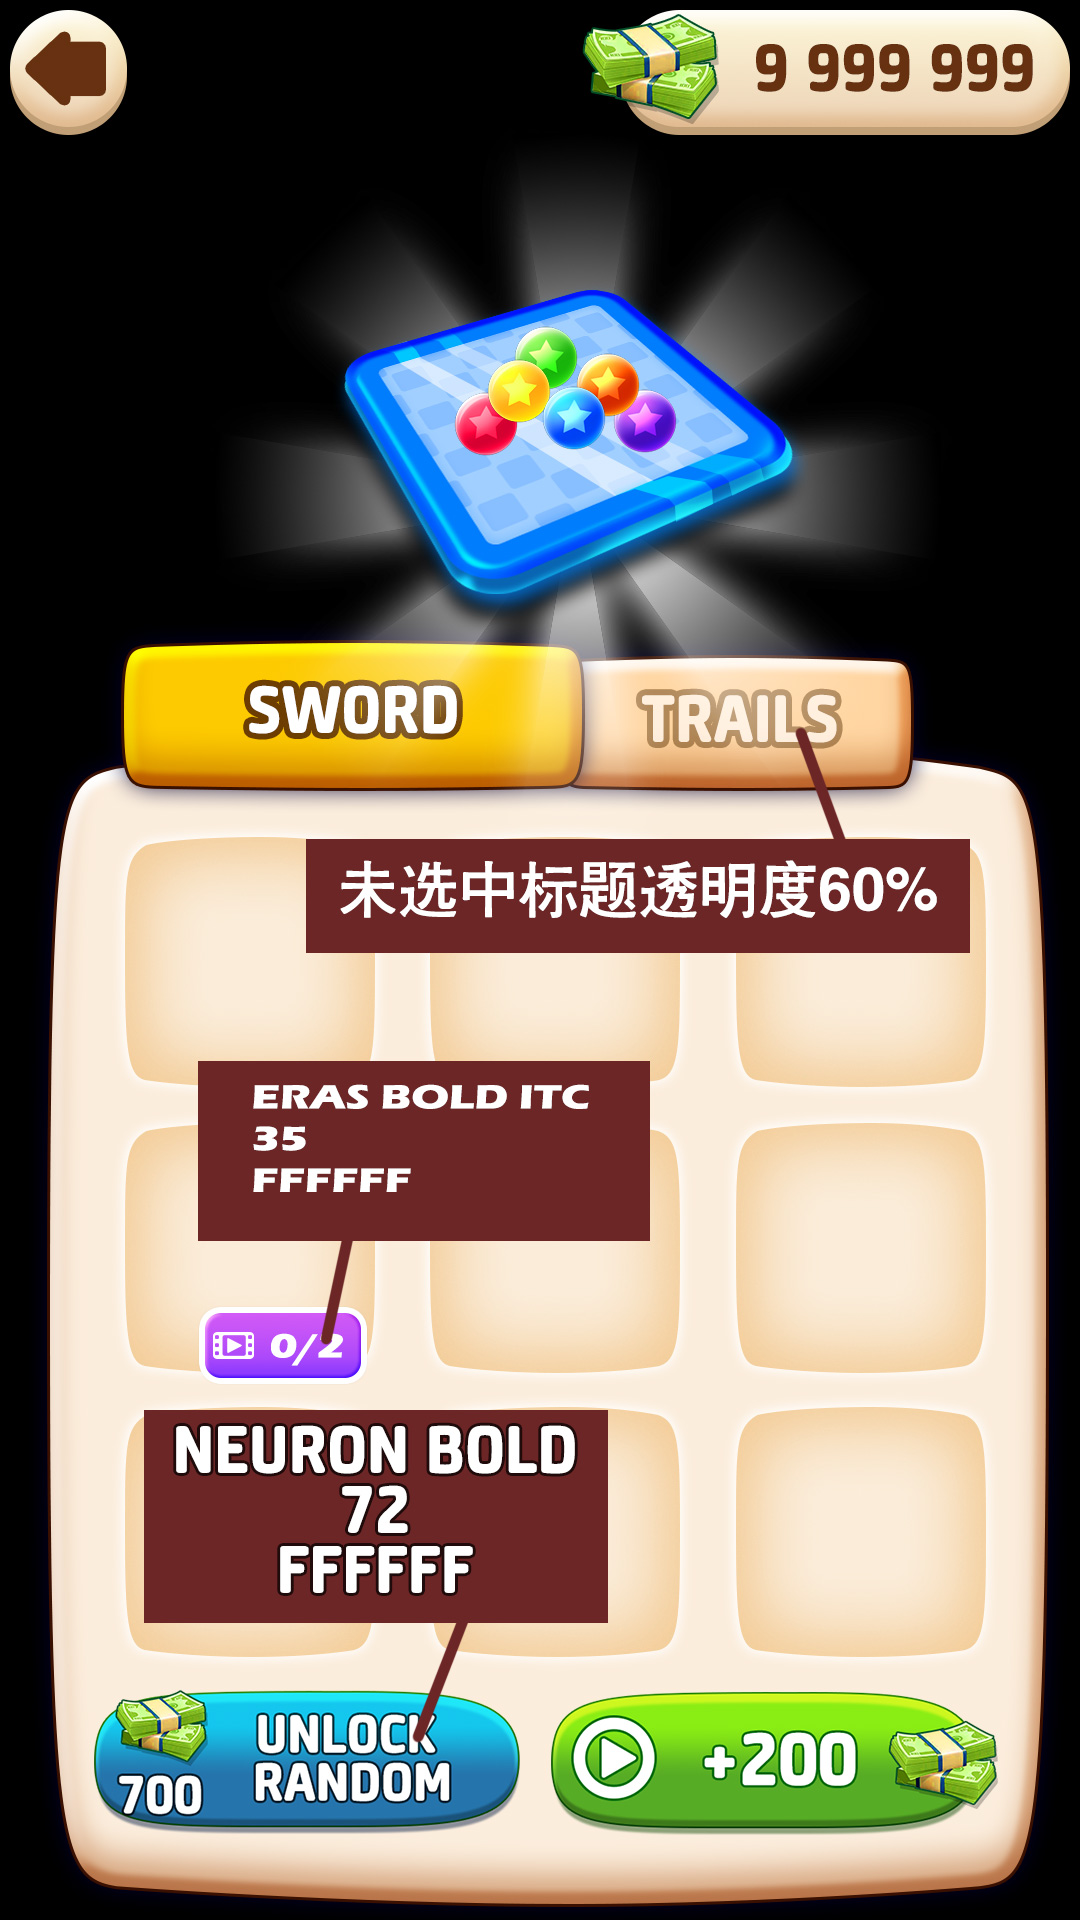 9 999 999
SWORD
TRAILS
未选中标题透明度60%
ERAS BOLD ITC
35
FFFFFF
0/2
NEURON BOLD
72
FFFFFF
700
UNLOCK
RANDOM
+200